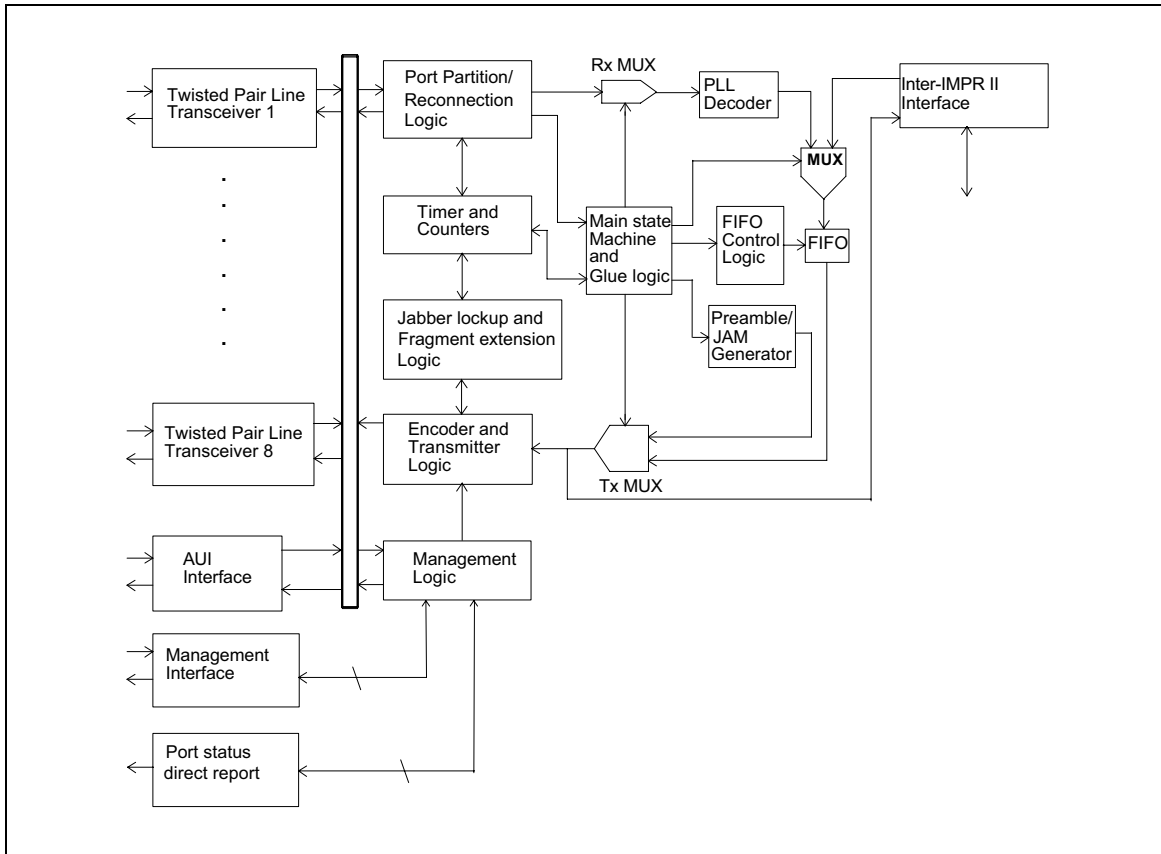 Twisted Pair Line
Transceiver 1
Port Partition/
Reconnection
Logic
Rx MUX
PLL
Decoder
Inter-IMPR II
Interface
MUX
Timer and
Counters
Main state
Machine
and
Glue logic
FIFO
Control
Logic
FIFO
Jabber lockup and
Fragment extension
Logic
Preamble/
JAM
Generator
Twisted Pair Line
Transceiver 8
Encoder and
Transmitter
Logic
Tx MUX
AUI
Interface
Management
Logic
Management
Interface
Port status
direct report